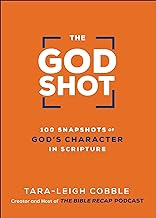 THE
GOD
SHOT
100 SNAPSHOTS OF
GOD'S CHARACTER
IN SCRIPTURE
TARA-LEIGH COBBLE
Creator and Host of THE BIBLE RECAP PODCAST